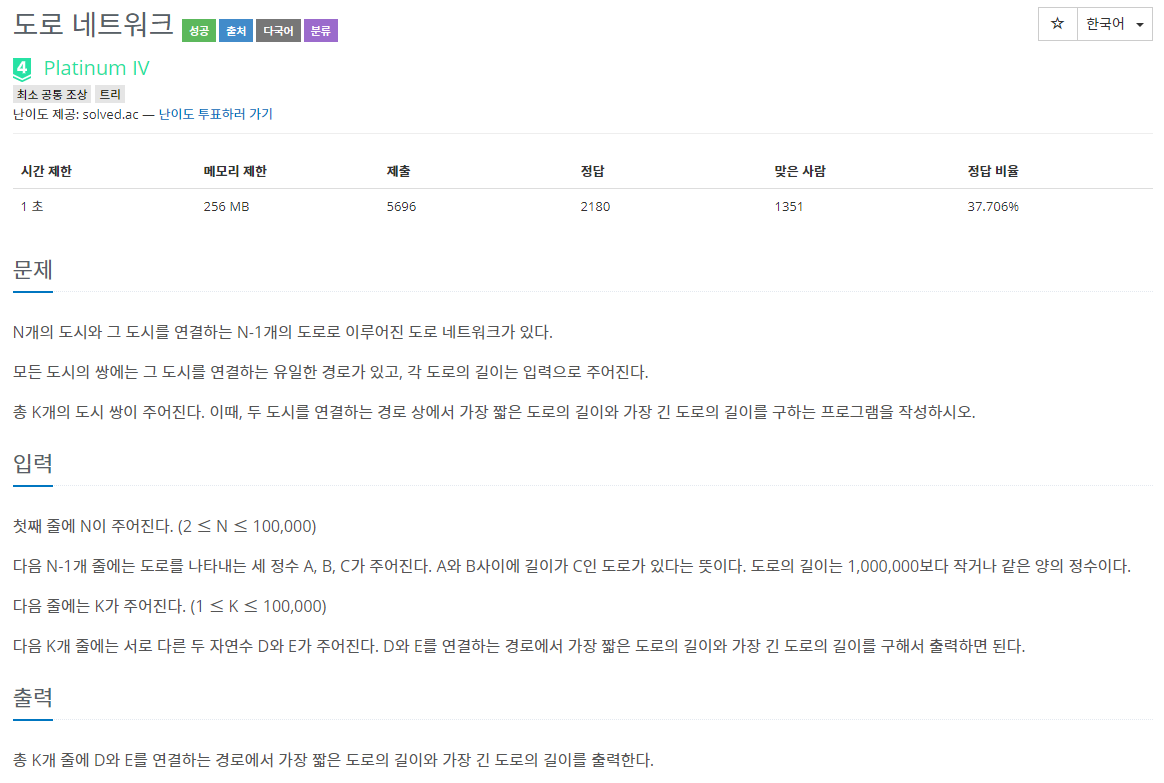 도로 네트워크 성공 출처 다국어 분류
☆ 한국어
4 Platinum IV
최소 공통 조상 트리
난이도 제공: solved.ac — 난이도 투표하러 가기
시간 제한 메모리 제한 제출 정답 맞은 사람 정답 비율
1 초 256 MB 5696 2180 1351 37.706%
문제
N개의 도시와 그 도시를 연결하는 N-1개의 도로로 이루어진 도로 네트워크가 있다.
모든 도시의 쌍에는 그 도시를 연결하는 유일한 경로가 있고, 각 도로의 길이는 입력으로 주어진다.
총 K개의 도시 쌍이 주어진다. 이때, 두 도시를 연결하는 경로 상에서 가장 짧은 도로의 길이와 가장 긴 도로의 길이를 구하는 프로그램을 작성하시오.
입력
첫째 줄에 N이 주어진다. (2 ≤ N ≤ 100,000)
다음 N-1개 줄에는 도로를 나타내는 세 정수 A, B, C가 주어진다. A와 B사이에 길이가 C인 도로가 있다는 뜻이다. 도로의 길이는 1,000,000보다 작거나 같은 양의 정수이다.
다음 줄에는 K가 주어진다. (1 ≤ K ≤ 100,000)
다음 K개 줄에는 서로 다른 두 자연수 D와 E가 주어진다. D와 E를 연결하는 경로에서 가장 짧은 도로의 길이와 가장 긴 도로의 길이를 구해서 출력하면 된다.
출력
총 K개 줄에 D와 E를 연결하는 경로에서 가장 짧은 도로의 길이와 가장 긴 도로의 길이를 출력한다.